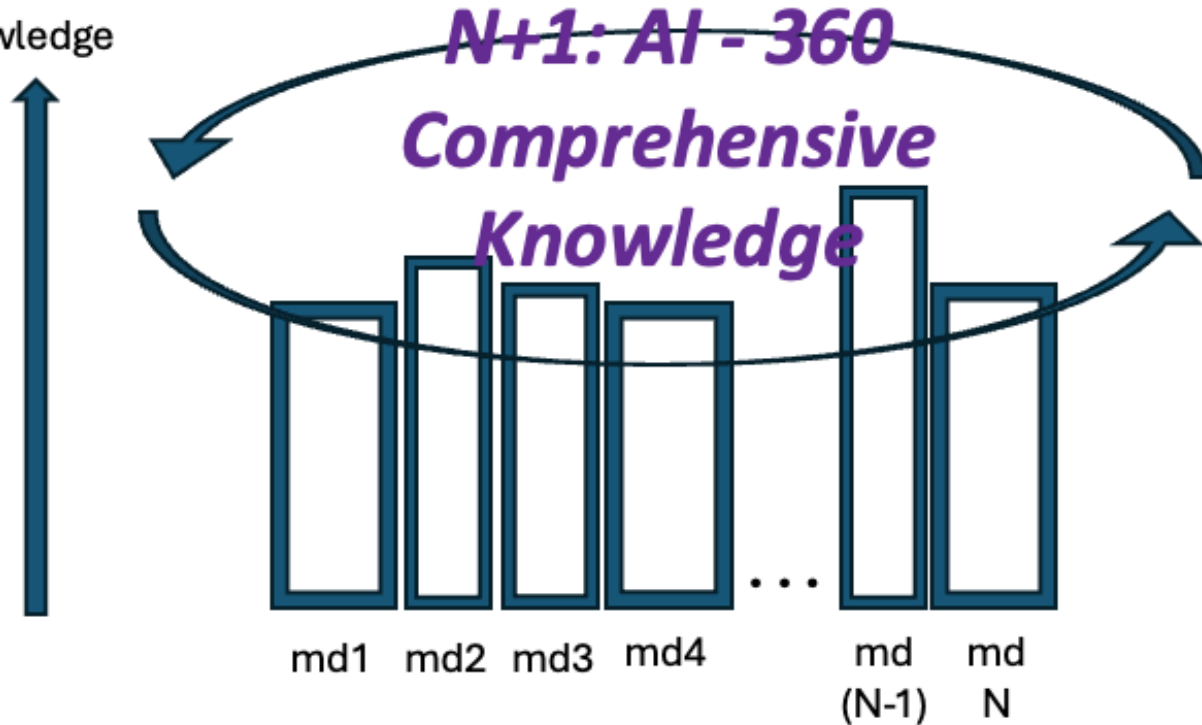 wledge
N+1: AI - 360
Comprehensive
Knowledge
...
md1 md2 md3 md4 md md
(N-1) N